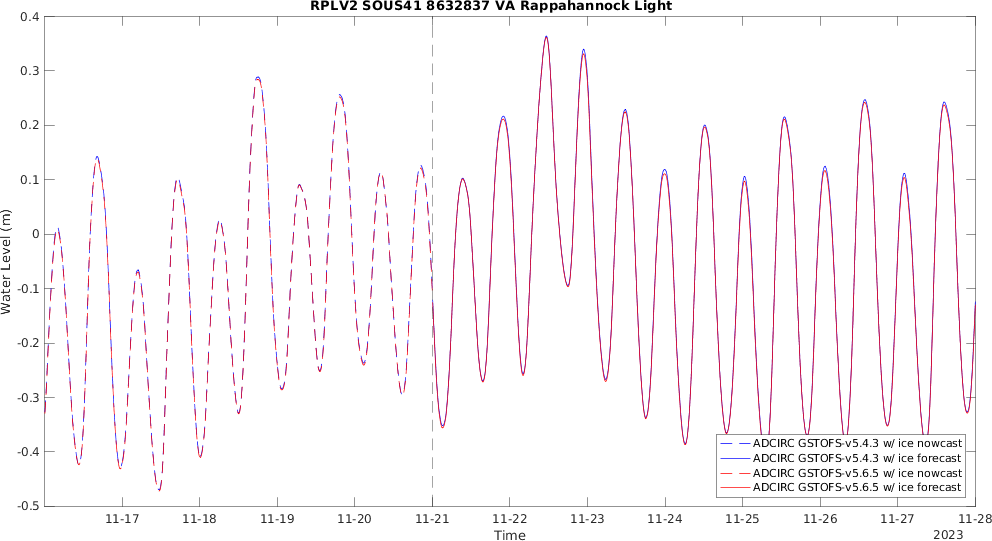 RPLV2 SOUS41 8632837 VA Rappahannock Light
0.4
0.3
0.2
0.1
0
-0.1
-0.2
-0.3
-0.4
-0.5
Water Level (m)
11-17 11-18 11-19 11-20 11-21 11-22 11-23 11-24 11-25 11-26 11-27 11-28
Time
2023
ADCIRC GSTOFS-v5.4.3 w/ ice nowcast
ADCIRC GSTOFS-v5.4.3 w/ ice forecast
ADCIRC GSTOFS-v5.6.5 w/ ice nowcast
ADCIRC GSTOFS-v5.6.5 w/ ice forecast